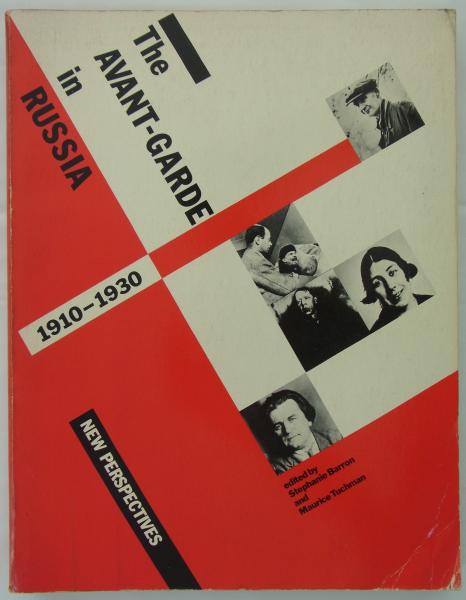 The
AVANT-GARDE
in
RUSSIA
1910–1930
NEW PERSPECTIVES
edited by
Stephanie Barron
and
Maurice Tuchman